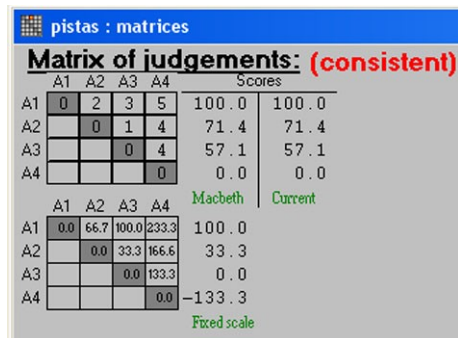 pistas : matrices
Matrix of judgements: (consistent)
A1 A2 A3 A4 Scores
A1 0 2 3 5 100.0 100.0
A2 0 1 4 71.4 71.4
A3 0 4 57.1 57.1
A4 0 0.0 0.0
Macbeth Current
A1 A2 A3 A4
A1 0.0 66.7 100.0 233.3 100.0
A2 0.0 33.3 166.6 33.3
A3 0.0 133.3 0.0
A4 0.0 -133.3
Fixed scale